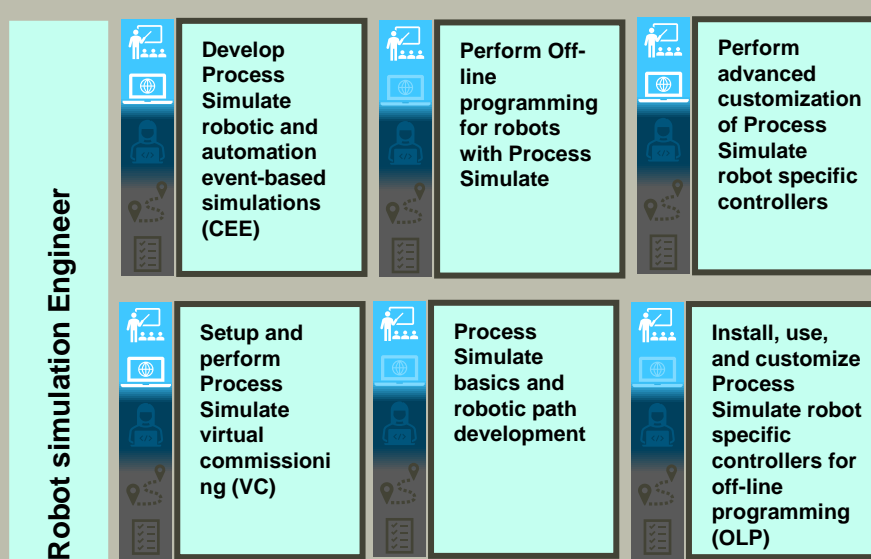 Robot simulation Engineer
Develop
Process
Simulate
robotic and
automation
event-based
simulations
(CEE)
Perform Off-
line
programming
for robots
with Process
Simulate
Perform
advanced
customization
of Process
Simulate
robot specific
controllers
Setup and
perform
Process
Simulate
virtual
commissioni
ng (VC)
Process
Simulate
basics and
robotic path
development
Install, use,
and customize
Process
Simulate robot
specific
controllers for
off-line
programming
(OLP)